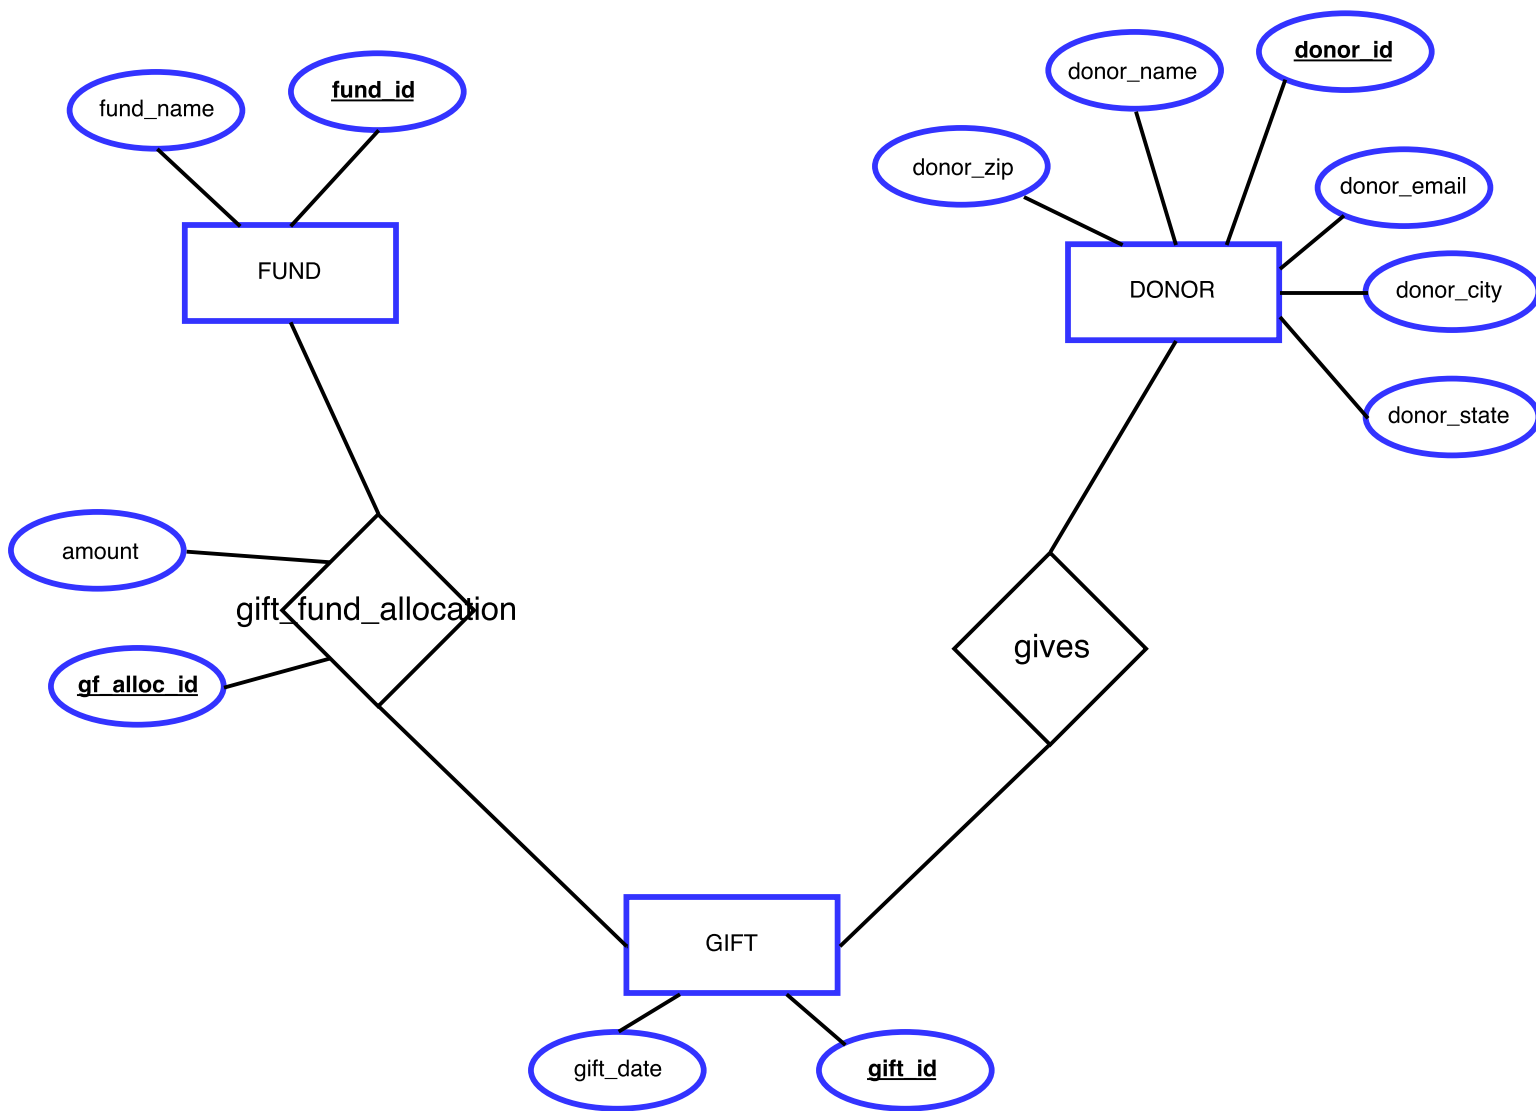 donor_id
donor_name
fund_id
fund_name
donor_zip
donor_email
FUND
DONOR
donor_city
donor_state
amount
gift_fund_allocation
gives
gf_alloc_id
GIFT
gift_date
gift_id